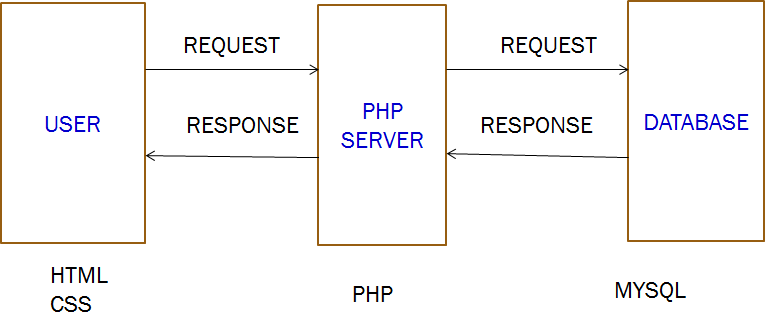 REQUEST
REQUEST
USER
PHP
SERVER
DATABASE
RESPONSE
RESPONSE
HTML
CSS
PHP
MYSQL